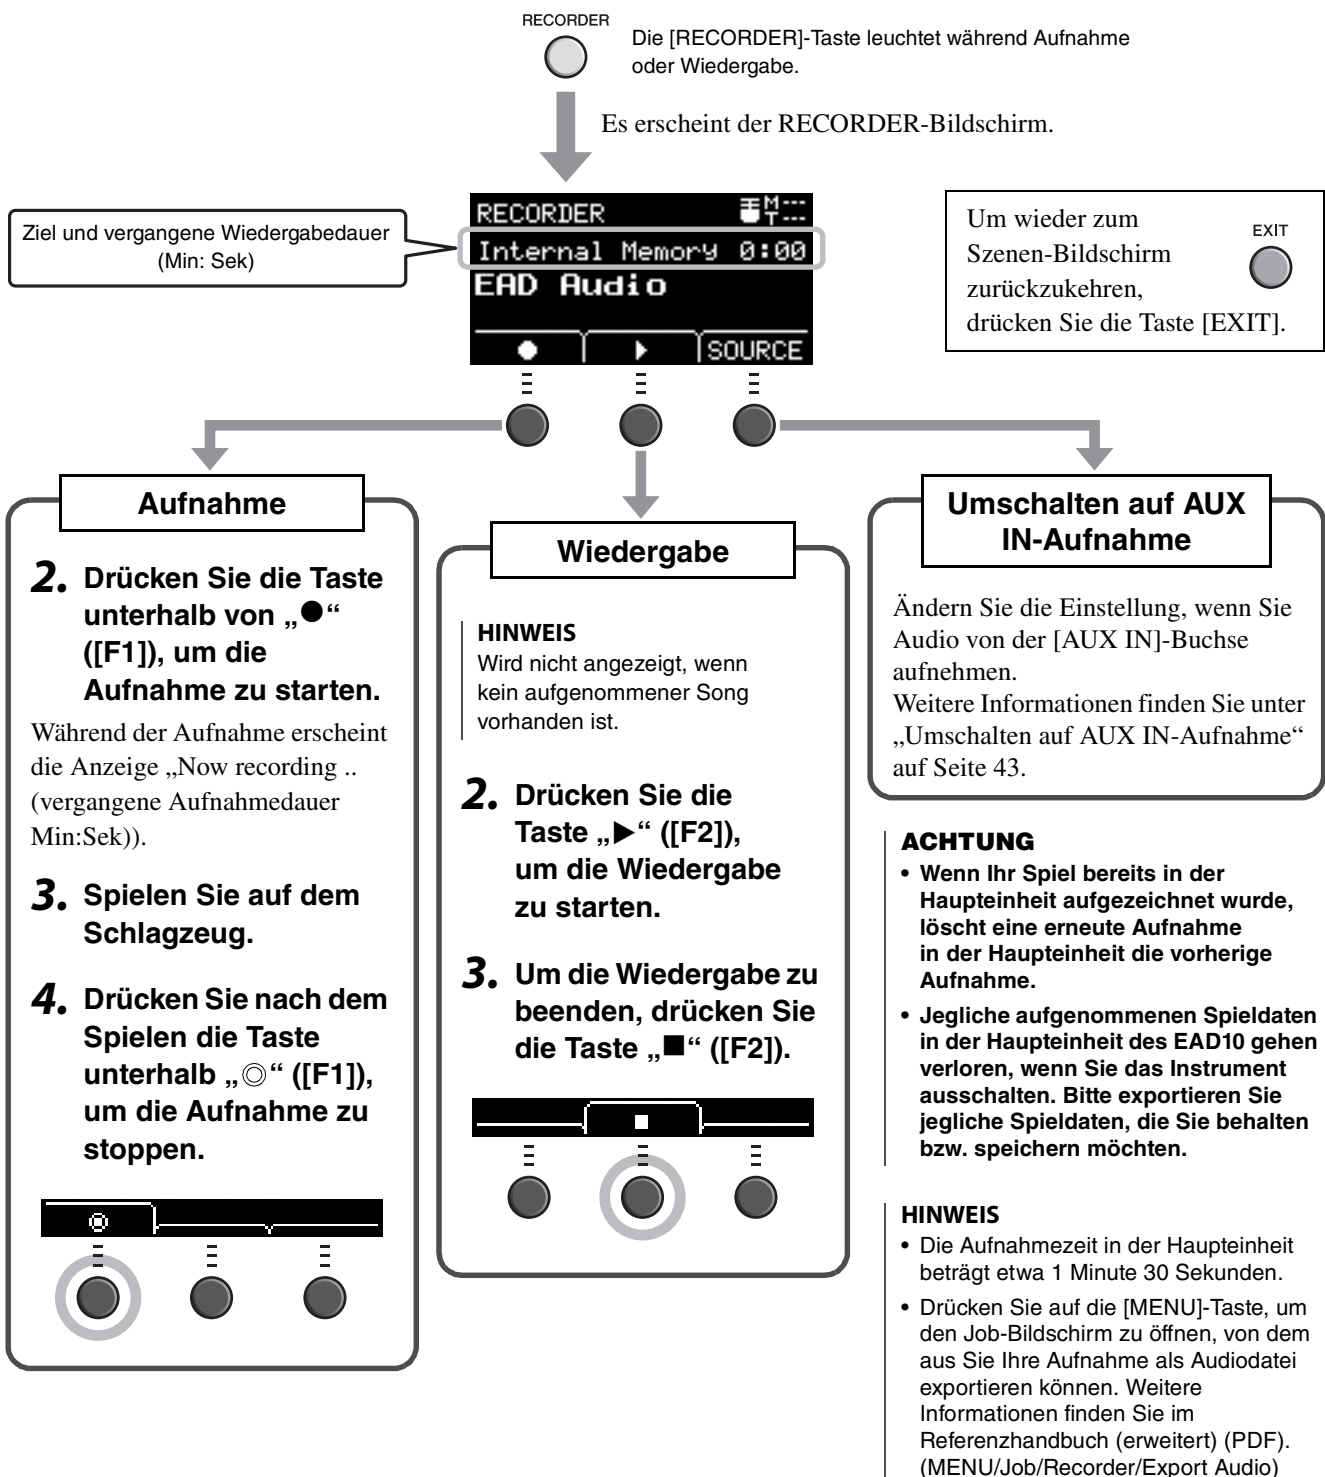 RECORDER
Die [RECORDER]-Taste leuchtet während Aufnahme
oder Wiedergabe.
Es erscheint der RECORDER-Bildschirm.
Ziel und vergangene Wiedergabedauer
(Min: Sek)
RECORDER M---
T---
Internal Memory 0:00
EAD Audio
● ▶ SOURCE
Um wieder zum
Szenen-Bildschirm
zurückzukehren,
drücken Sie die Taste [EXIT].
EXIT
Aufnahme
2. Drücken Sie die Taste
unterhalb von „●“
([F1]), um die
Aufnahme zu starten.
Während der Aufnahme erscheint
die Anzeige „Now recording ..
(vergangene Aufnahmedauer
Min:Sek)).
3. Spielen Sie auf dem
Schlagzeug.
4. Drücken Sie nach dem
Spielen die Taste
unterhalb „◎“ ([F1]),
um die Aufnahme zu
stoppen.
Wiedergabe
HINWEIS
Wird nicht angezeigt, wenn
kein aufgenommener Song
vorhanden ist.
2. Drücken Sie die
Taste „▶“ ([F2]),
um die Wiedergabe
zu starten.
3. Um die Wiedergabe zu
beenden, drücken Sie
die Taste „■“ ([F2]).
Umschalten auf AUX
IN-Aufnahme
Ändern Sie die Einstellung, wenn Sie
Audio von der [AUX IN]-Buchse
aufnehmen.
Weitere Informationen finden Sie unter
„Umschalten auf AUX IN-Aufnahme“
auf Seite 43.
ACHTUNG
• Wenn Ihr Spiel bereits in der
Haupteinheit aufgezeichnet wurde,
löscht eine erneute Aufnahme
in der Haupteinheit die vorherige
Aufnahme.
• Jegliche aufgenommenen Spieldaten
in der Haupteinheit des EAD10 gehen
verloren, wenn Sie das Instrument
ausschalten. Bitte exportieren Sie
jegliche Spieldaten, die Sie behalten
bzw. speichern möchten.
HINWEIS
• Die Aufnahmezeit in der Haupteinheit
beträgt etwa 1 Minute 30 Sekunden.
• Drücken Sie auf die [MENU]-Taste, um
den Job-Bildschirm zu öffnen, von dem
aus Sie Ihre Aufnahme als Audiodatei
exportieren können. Weitere
Informationen finden Sie im
Referenzhandbuch (erweitert) (PDF).
(MENU/Job/Recorder/Export Audio)